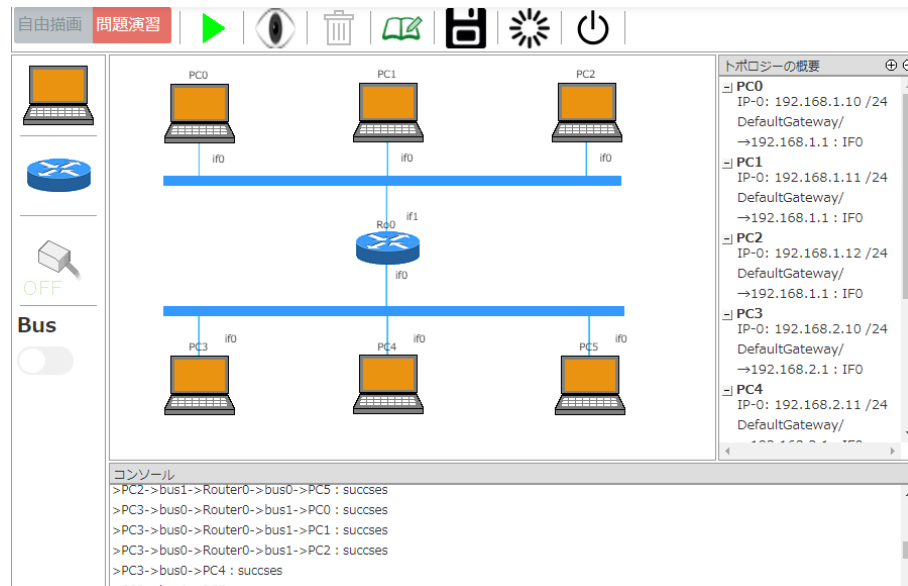 自由描画 問題演習
OFF
Bus
PC0
PC1
PC2
if0
if0
if0
Ro0
if1
if0
if0
if0
if0
PC3
PC4
PC5
トポロジーの概要
PC0
IP-0: 192.168.1.10 /24
DefaultGateway/
→192.168.1.1 : IF0
PC1
IP-0: 192.168.1.11 /24
DefaultGateway/
→192.168.1.1 : IF0
PC2
IP-0: 192.168.1.12 /24
DefaultGateway/
→192.168.1.1 : IF0
PC3
IP-0: 192.168.2.10 /24
DefaultGateway/
→192.168.2.1 : IF0
PC4
IP-0: 192.168.2.11 /24
DefaultGateway/
コンソール
>PC2->bus1->Router0->bus0->PC5 : succses
>PC3->bus0->Router0->bus1->PC0 : succses
>PC3->bus0->Router0->bus1->PC1 : succses
>PC3->bus0->Router0->bus1->PC2 : succses
>PC3->bus0->PC4 : succses